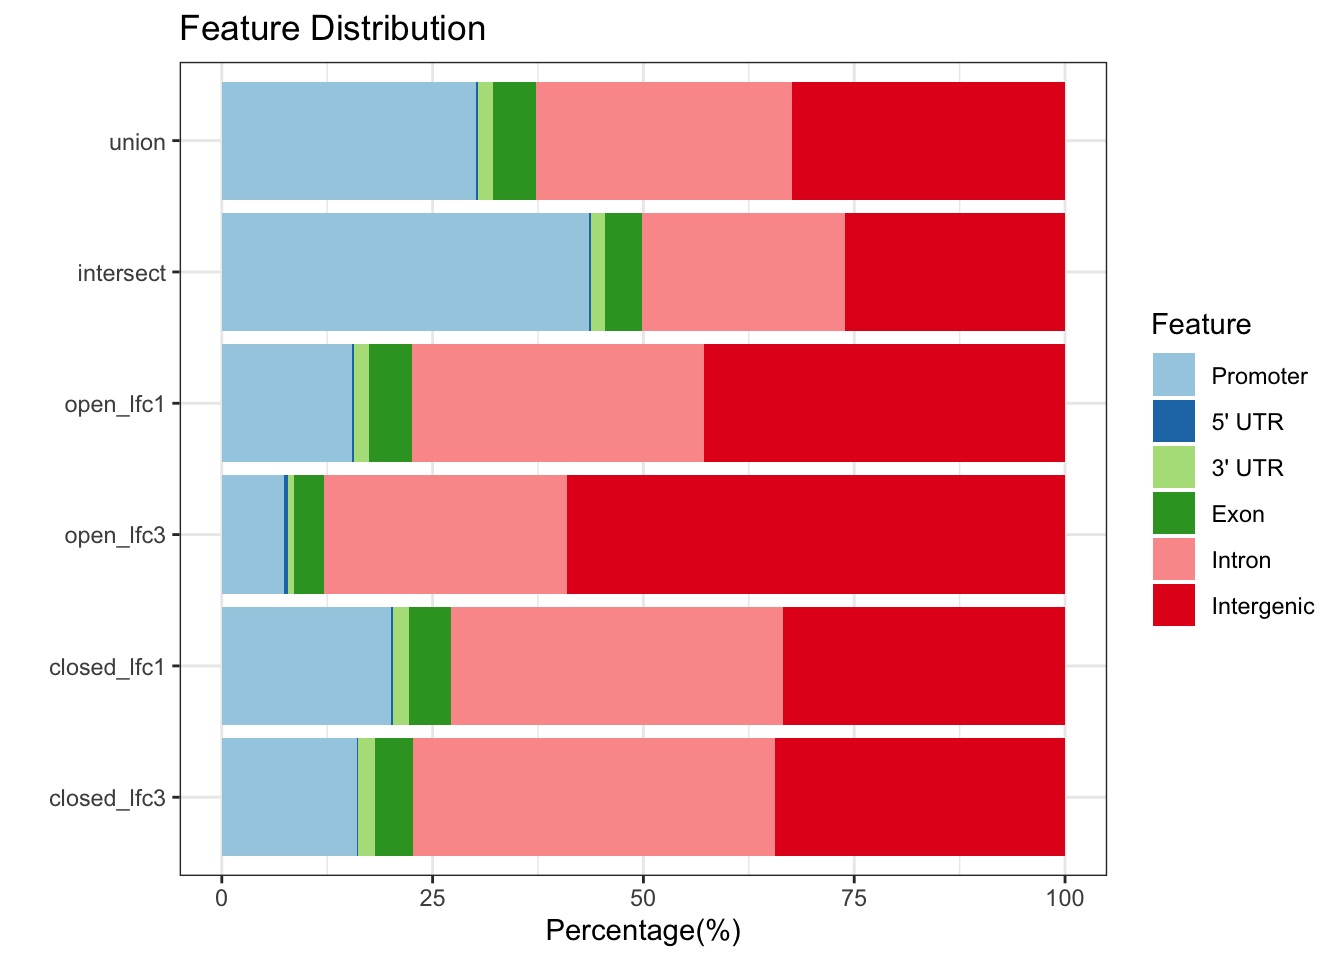 Feature Distribution
union
intersect
open_lfc1
open_lfc3
closed_lfc1
closed_lfc3
0 25 50 75 100
Percentage(%)
Feature
Promoter
5' UTR
3' UTR
Exon
Intron
Intergenic